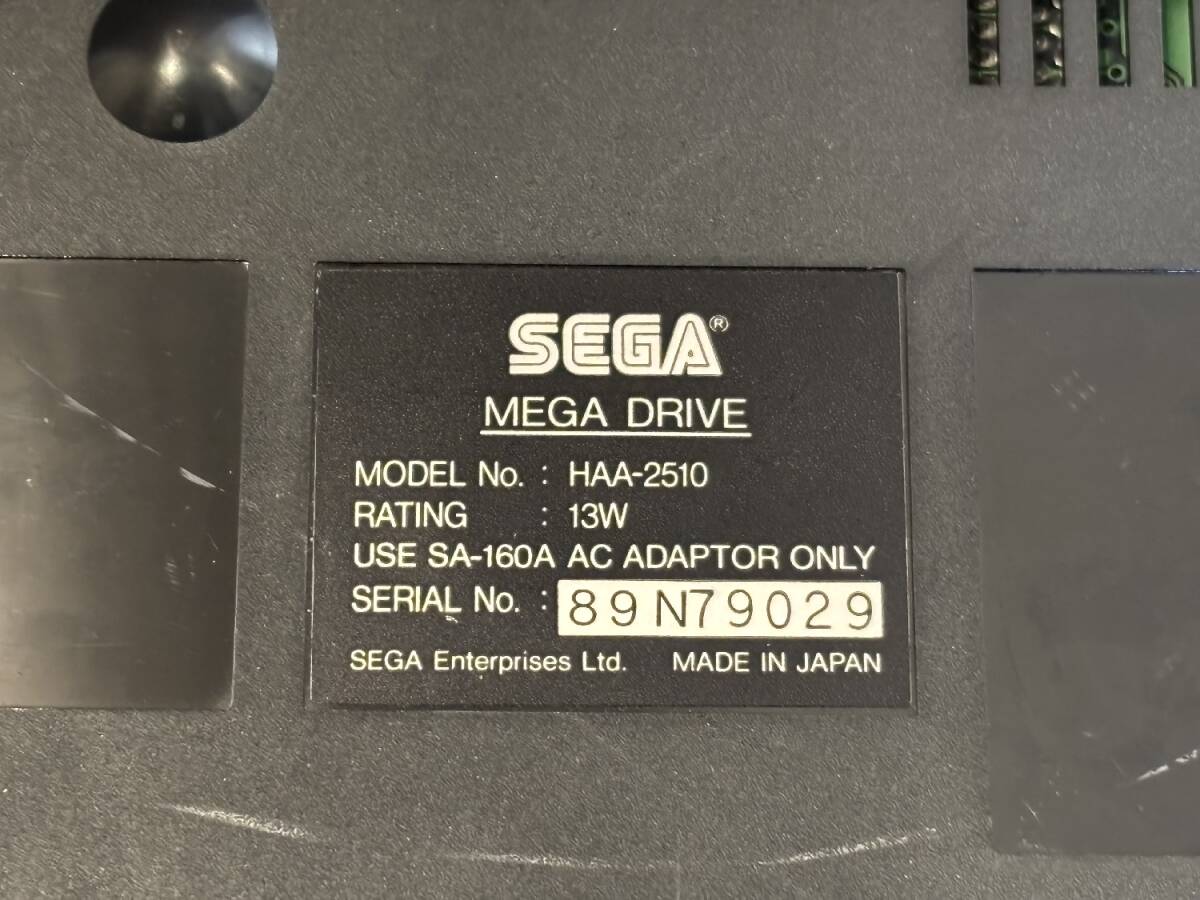 SEGA®
MEGA DRIVE
MODEL No. : HAA-2510
RATING : 13W
USE SA-160A AC ADAPTOR ONLY
SERIAL No. : 89N79029
SEGA Enterprises Ltd. MADE IN JAPAN